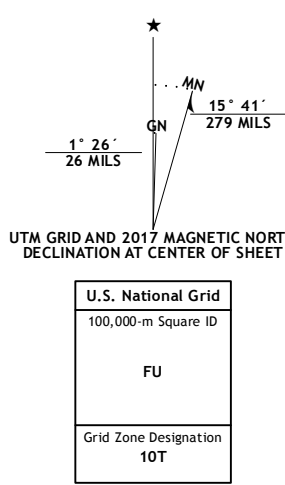 ★
MN
GN
15° 41´
279 MILS
1° 26´
26 MILS
UTM GRID AND 2017 MAGNETIC NORT
DECLINATION AT CENTER OF SHEET
U.S. National Grid
100,000-m Square ID
FU
Grid Zone Designation
10T